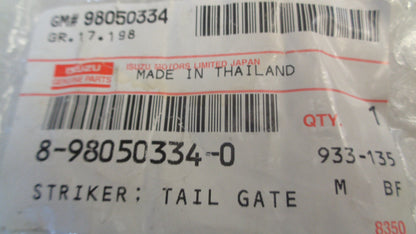 GM# 98050334
GR.17.198
ISUZU MOTORS LIMITED JAPAN
ISUZU
GENUINE PARTS
MADE IN THAILAND
QTY. 1
8-98050334-0 933-135
STRIKER; TAIL GATE M BF
8350